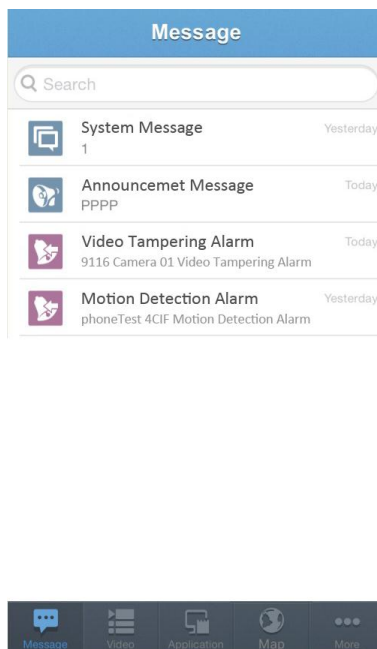 Message
Search
System Message
Yesterday
1
Announcemet Message
Today
PPPP
Video Tampering Alarm
Today
9116 Camera 01 Video Tampering Alarm
Motion Detection Alarm
Yesterday
phoneTest 4CIF Motion Detection Alarm
Message
Video
Application
Map
More